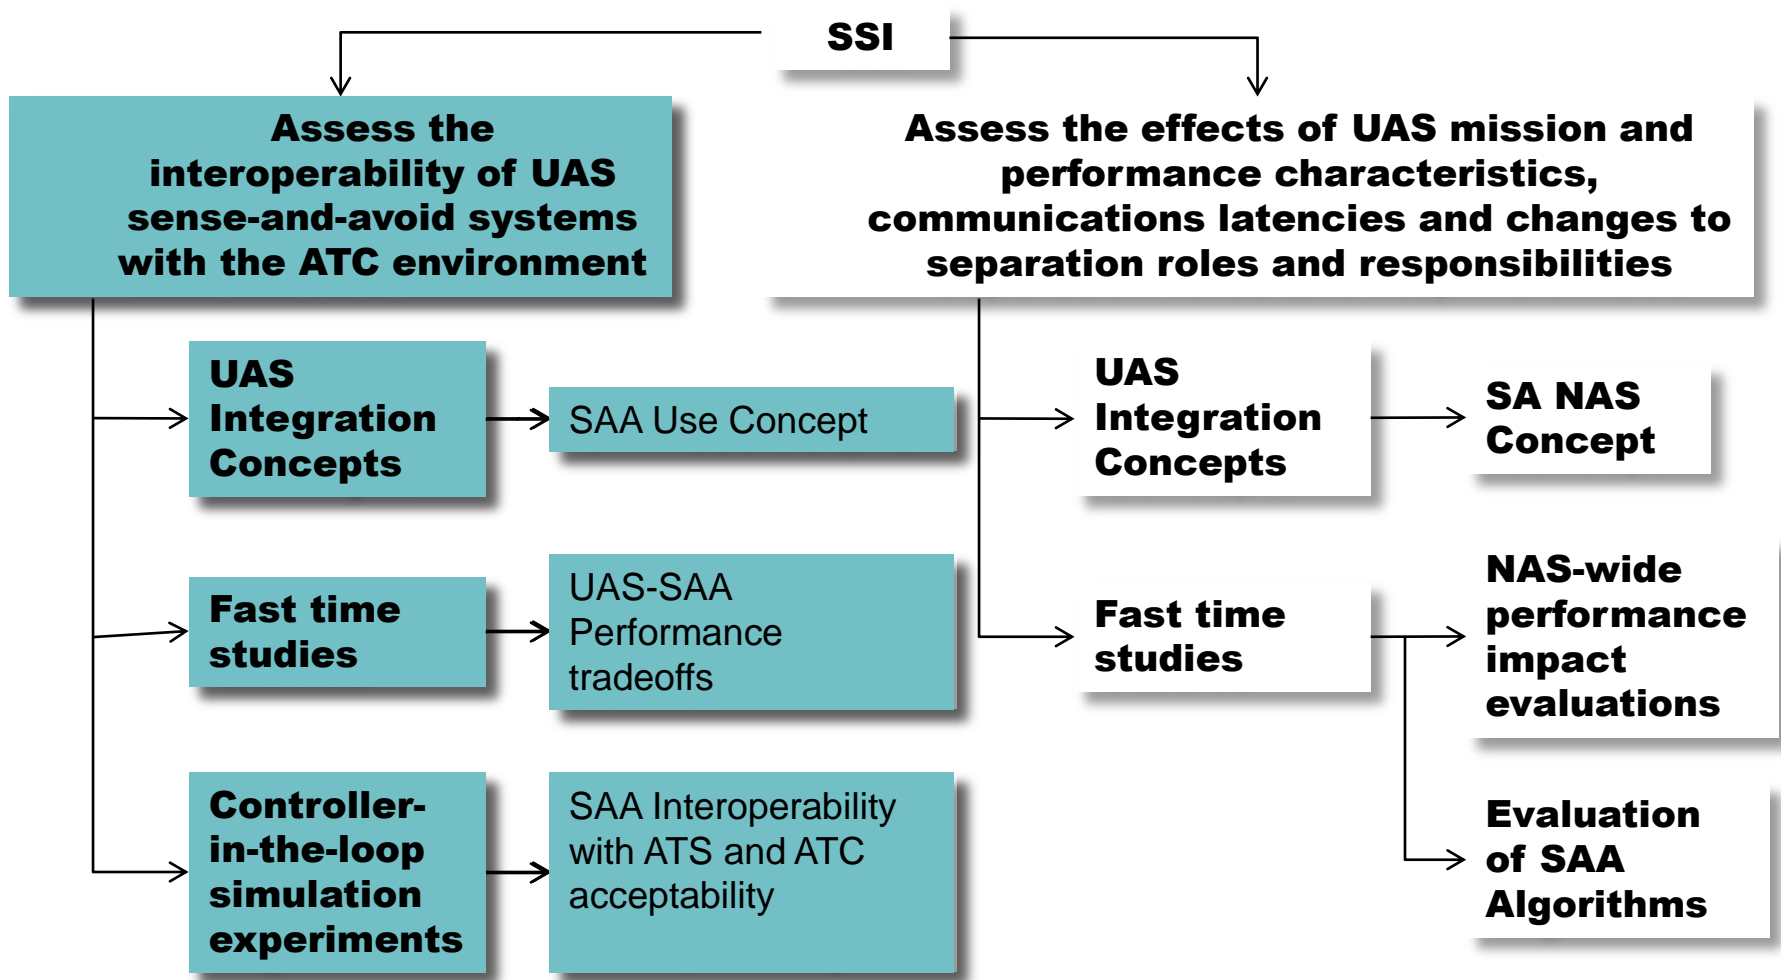 SSI
Assess the
interoperability of UAS
sense-and-avoid systems
with the ATC environment
Assess the effects of UAS mission and
performance characteristics,
communications latencies and changes to
separation roles and responsibilities
UAS
Integration
Concepts
SAA Use Concept
UAS
Integration
Concepts
SA NAS
Concept
Fast time
studies
UAS-SAA
Performance
tradeoffs
Fast time
studies
NAS-wide
performance
impact
evaluations
Controller-
in-the-loop
simulation
experiments
SAA Interoperability
with ATS and ATC
acceptability
Evaluation
of SAA
Algorithms